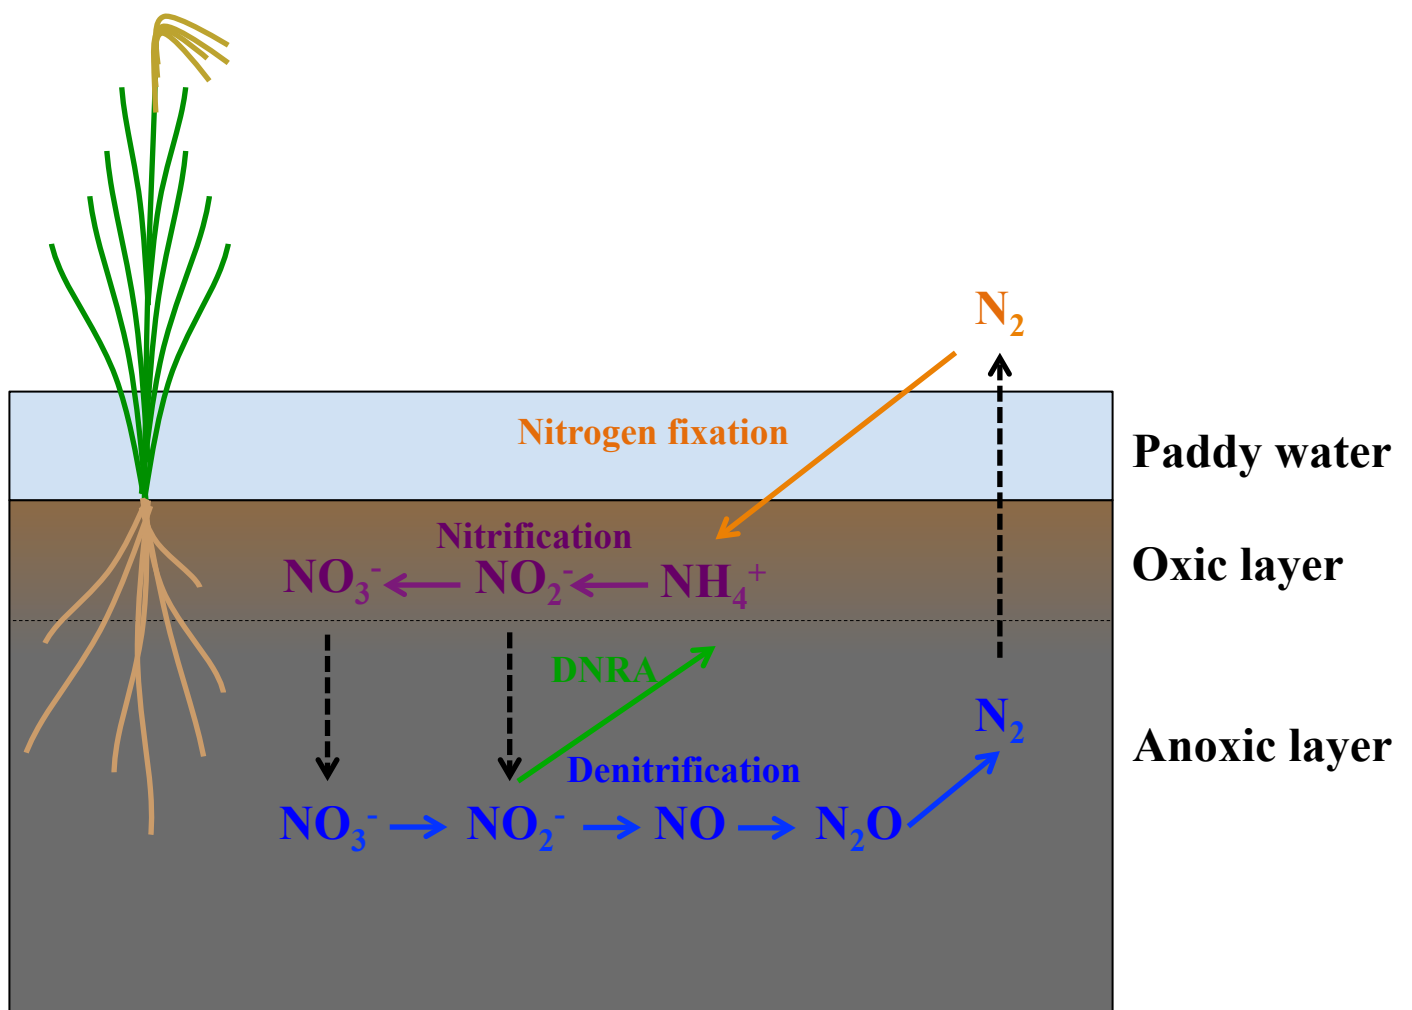 N₂
Nitrogen fixation
Paddy water
Nitrification
NO₃⁻ NO₂⁻ NH₄⁺
Oxic layer
DNRA
N₂
Anoxic layer
Denitrification
NO₃⁻ NO₂⁻ NO N₂O